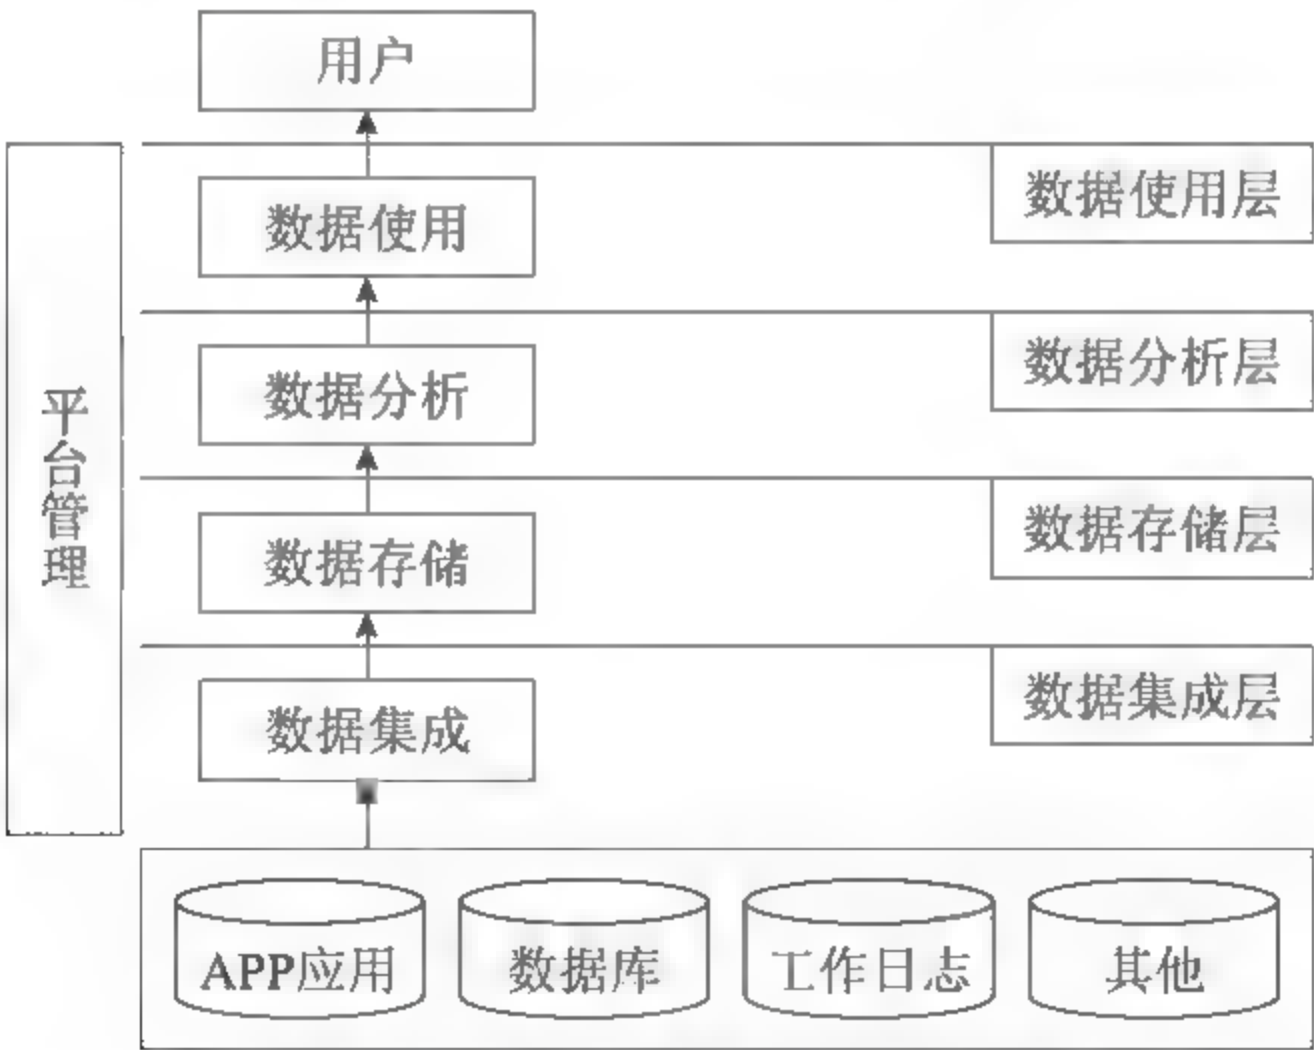 用户
数据使用
数据使用层
数据分析
数据分析层
平台管理
数据存储
数据存储层
数据集成
数据集成层
APP应用
数据库
工作日志
其他